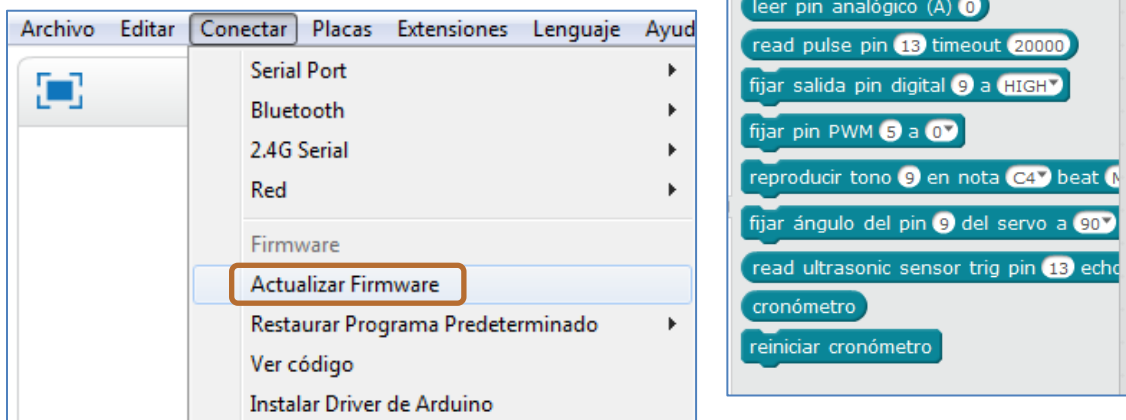 Archivo Editar Conectar Placas Extensiones Lenguaje Ayud
Serial Port
Bluetooth
2.4G Serial
Red
Firmware
Actualizar Firmware
Restaurar Programa Predeterminado
Ver código
Instalar Driver de Arduino
leer pin analógico (A) 0
read pulse pin 13 timeout 20000
fijar salida pin digital 9 a HIGH
fijar pin PWM 5 a 0
reproducir tono 9 en nota C4 beat
fijar ángulo del pin 9 del servo a 90
read ultrasonic sensor trig pin 13 echo
cronómetro
reiniciar cronómetro